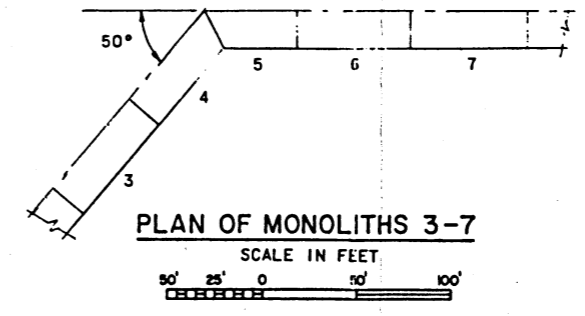 50°
5 6 7
4
3
PLAN OF MONOLITHS 3-7
SCALE IN FEET
50' 25' 0 50' 100'